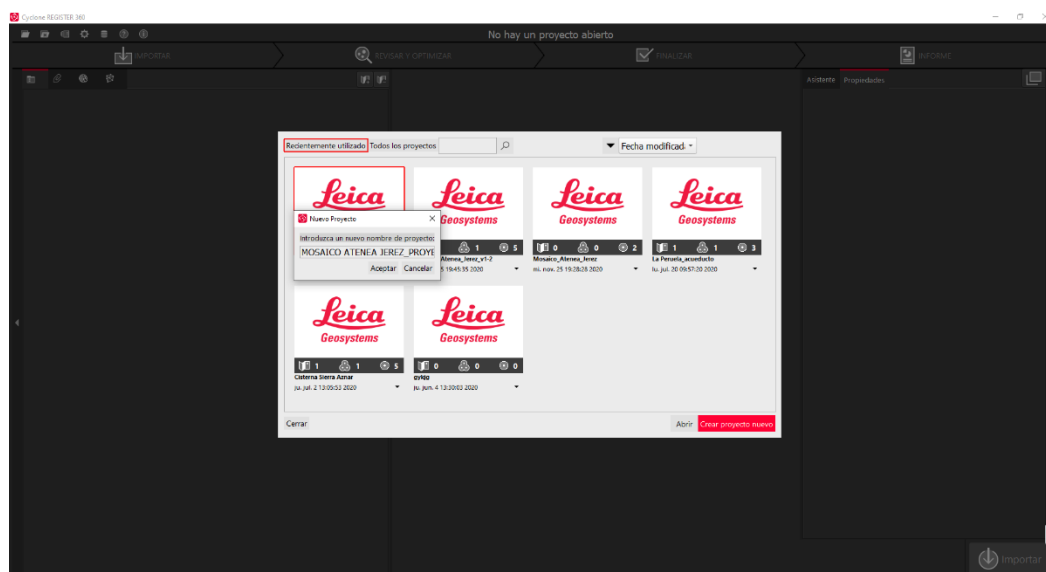 Cyclone REGISTER 360
No hay un proyecto abierto
IMPORTAR
REVISAR Y OPTIMIZAR
FINALIZAR
INFORME
Asistente Propiedades
Recientemente utilizado Todos los proyectos
Fecha modificad
Leica
Leica
Geosystems
Leica
Geosystems
Leica
Geosystems
Nuevo Proyecto
Introduzca un nuevo nombre de proyecto:
MOSAICO ATENEA JEREZ_PROYE
Aceptar Cancelar
1 5
Atenea_Jerez_v1-2
5 19:45:35 2020
0 0 2
Mosaico_Atenea_Jerez
mi. nov. 25 19:28:28 2020
1 1 3
La Peruela_acueducto
lu. jul. 20 09:57:20 2020
Leica
Geosystems
1 1 5
Cisterna Sierra Aznar
ju. jul. 2 13:05:53 2020
Leica
Geosystems
0 0 0
ju. jun. 4 13:30:03 2020
Cerrar
Abrir Crear proyecto nuevo
Importar